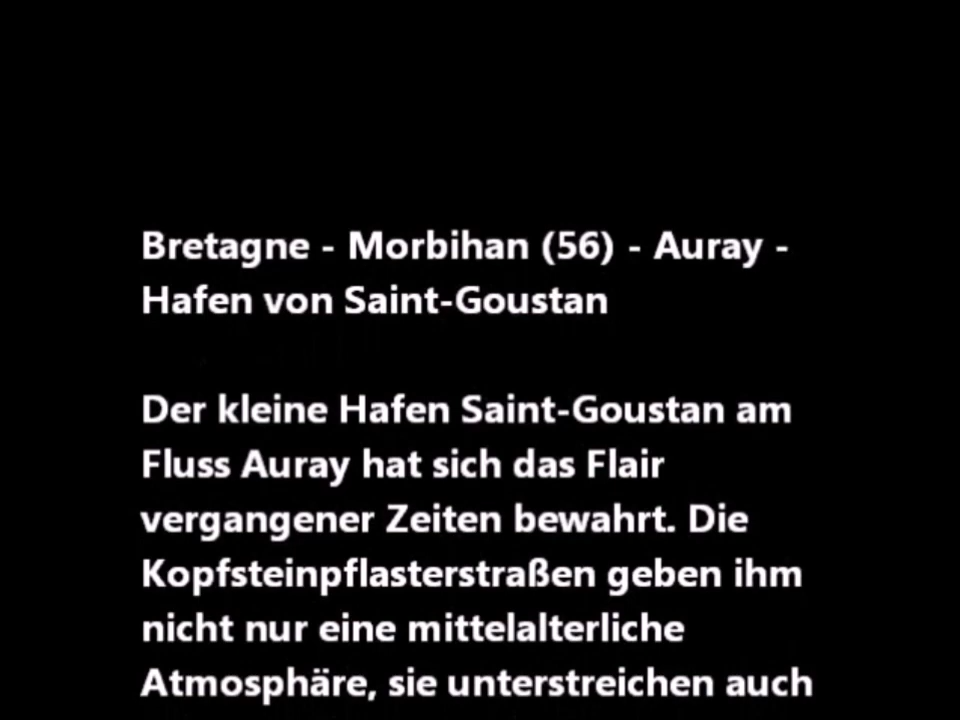 Bretagne - Morbihan (56) - Auray -
Hafen von Saint-Goustan
Der kleine Hafen Saint-Goustan am
Fluss Auray hat sich das Flair
vergangener Zeiten bewahrt. Die
Kopfsteinpflasterstraßen geben ihm
nicht nur eine mittelalterliche
Atmosphäre, sie unterstreichen auch